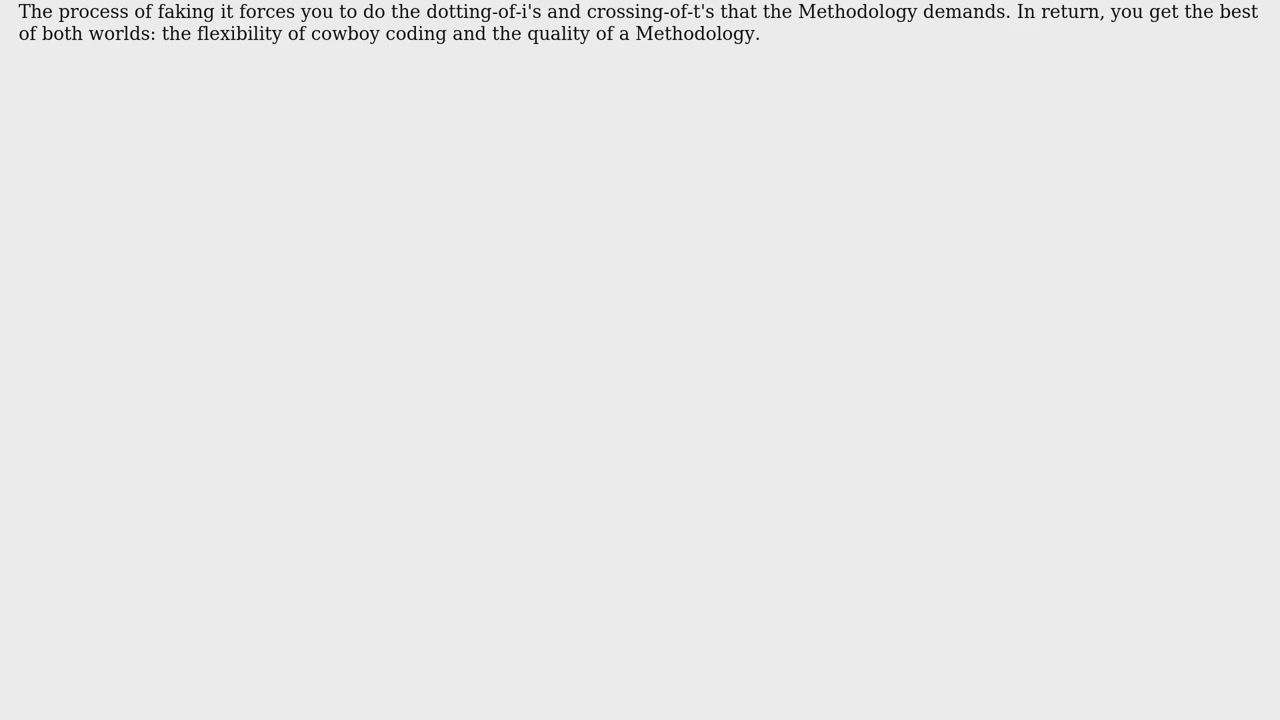 The process of faking it forces you to do the dotting-of-i's and crossing-of-t's that the Methodology demands. In return, you get the best
of both worlds: the flexibility of cowboy coding and the quality of a Methodology.